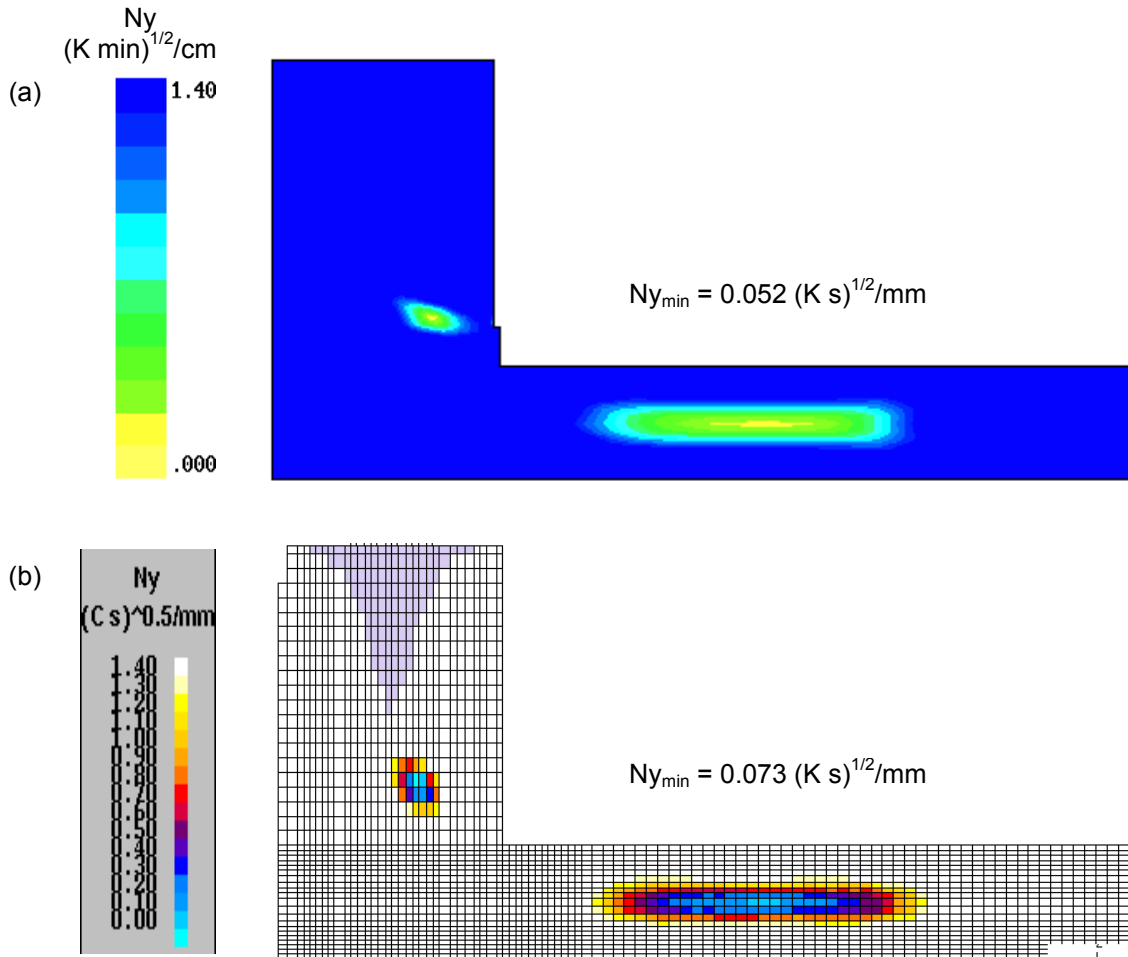 Ny
(K min)^1/2/cm
(a)
1.40
Ny_min = 0.052 (K s)^1/2/mm
.000
(b)
Ny
(C s)^0.5/mm
1.40
1.30
1.20
1.10
1.00
0.90
0.80
0.70
0.60
0.50
0.40
0.30
0.20
0.10
0.00
Ny_min = 0.073 (K s)^1/2/mm